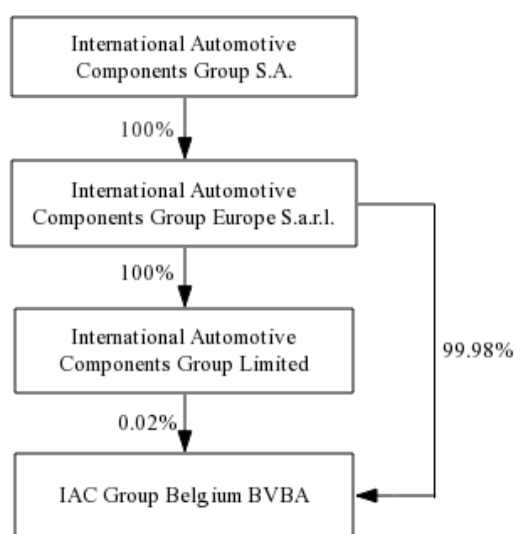 International Automotive
Components Group S.A.
100%
International Automotive
Components Group Europe S.a.r.l.
100%
International Automotive
Components Group Limited
99.98%
0.02%
IAC Group Belgium BVBA